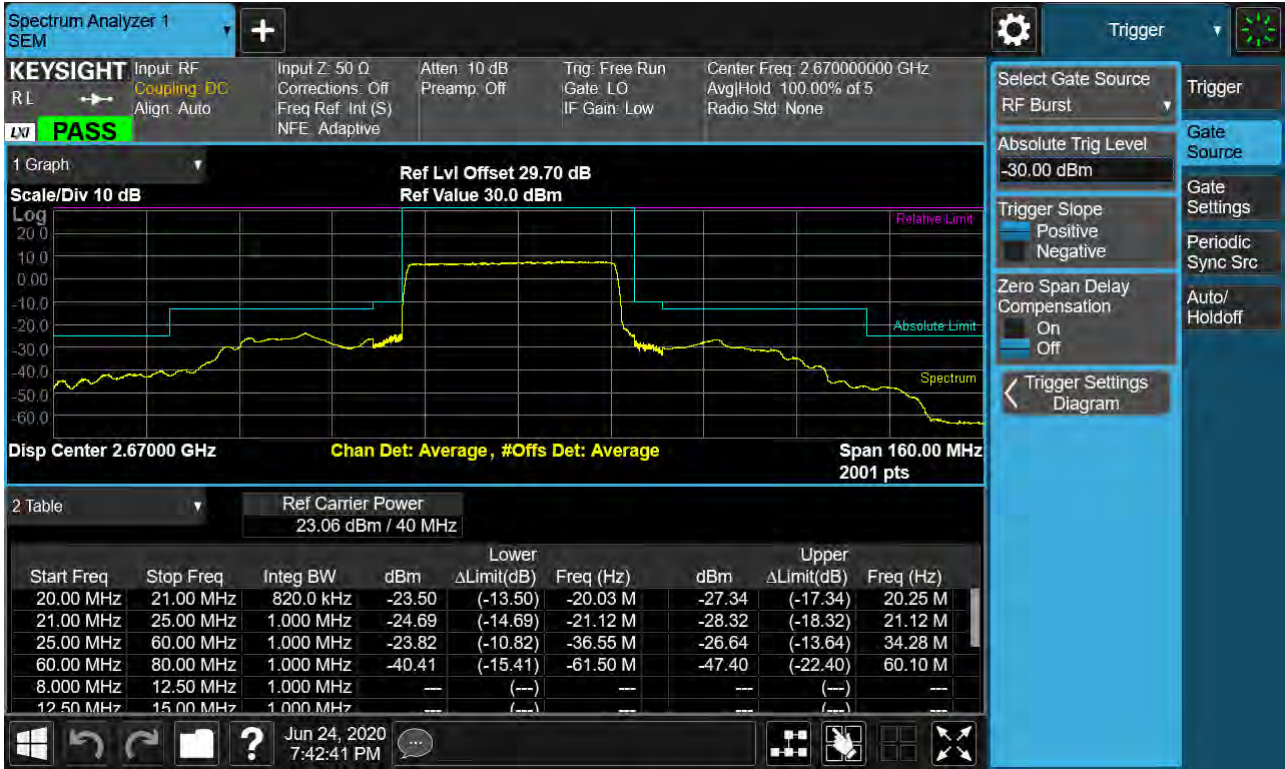 Spectrum Analyzer 1
SEM
Trigger
KEYSIGHT
RL
LXI
PASS
Input: RF
Coupling: DC
Align: Auto
Input Z: 50 Ω
Corrections: Off
Freq Ref: Int (S)
NFE: Adaptive
Atten: 10 dB
Preamp: Off
Trig: Free Run
Gate: LO
IF Gain: Low
Center Freq: 2.670000000 GHz
Avg|Hold: 100.00% of 5
Radio Std: None
1 Graph
Scale/Div 10 dB
Ref Lvl Offset 29.70 dB
Ref Value 30.0 dBm
Log
20.0
10.0
0.00
-10.0
-20.0
-30.0
-40.0
-50.0
-60.0
Relative Limit
Absolute Limit
Spectrum
Disp Center 2.67000 GHz
Chan Det: Average, #Offs Det: Average
Span 160.00 MHz
2001 pts
2 Table
Ref Carrier Power
23.06 dBm / 40 MHz
Lower Upper
Start Freq Stop Freq Integ BW dBm ΔLimit(dB) Freq (Hz) dBm ΔLimit(dB) Freq (Hz)
20.00 MHz 21.00 MHz 820.0 kHz -23.50 (-13.50) -20.03 M -27.34 (-17.34) 20.25 M
21.00 MHz 25.00 MHz 1.000 MHz -24.69 (-14.69) -21.12 M -28.32 (-18.32) 21.12 M
25.00 MHz 60.00 MHz 1.000 MHz -23.82 (-10.82) -36.55 M -26.64 (-13.64) 34.28 M
60.00 MHz 80.00 MHz 1.000 MHz -40.41 (-15.41) -61.50 M -47.40 (-22.40) 60.10 M
8.000 MHz 12.50 MHz 1.000 MHz --- (---) --- --- (---) ---
12.50 MHz 15.00 MHz 1.000 MHz --- (---) --- --- (---) ---
Jun 24, 2020
7:42:41 PM
Select Gate Source
RF Burst
Absolute Trig Level
-30.00 dBm
Trigger Slope
Positive
Negative
Zero Span Delay
Compensation
On
Off
Trigger Settings
Diagram
Trigger
Gate
Source
Gate
Settings
Periodic
Sync Src
Auto/
Holdoff